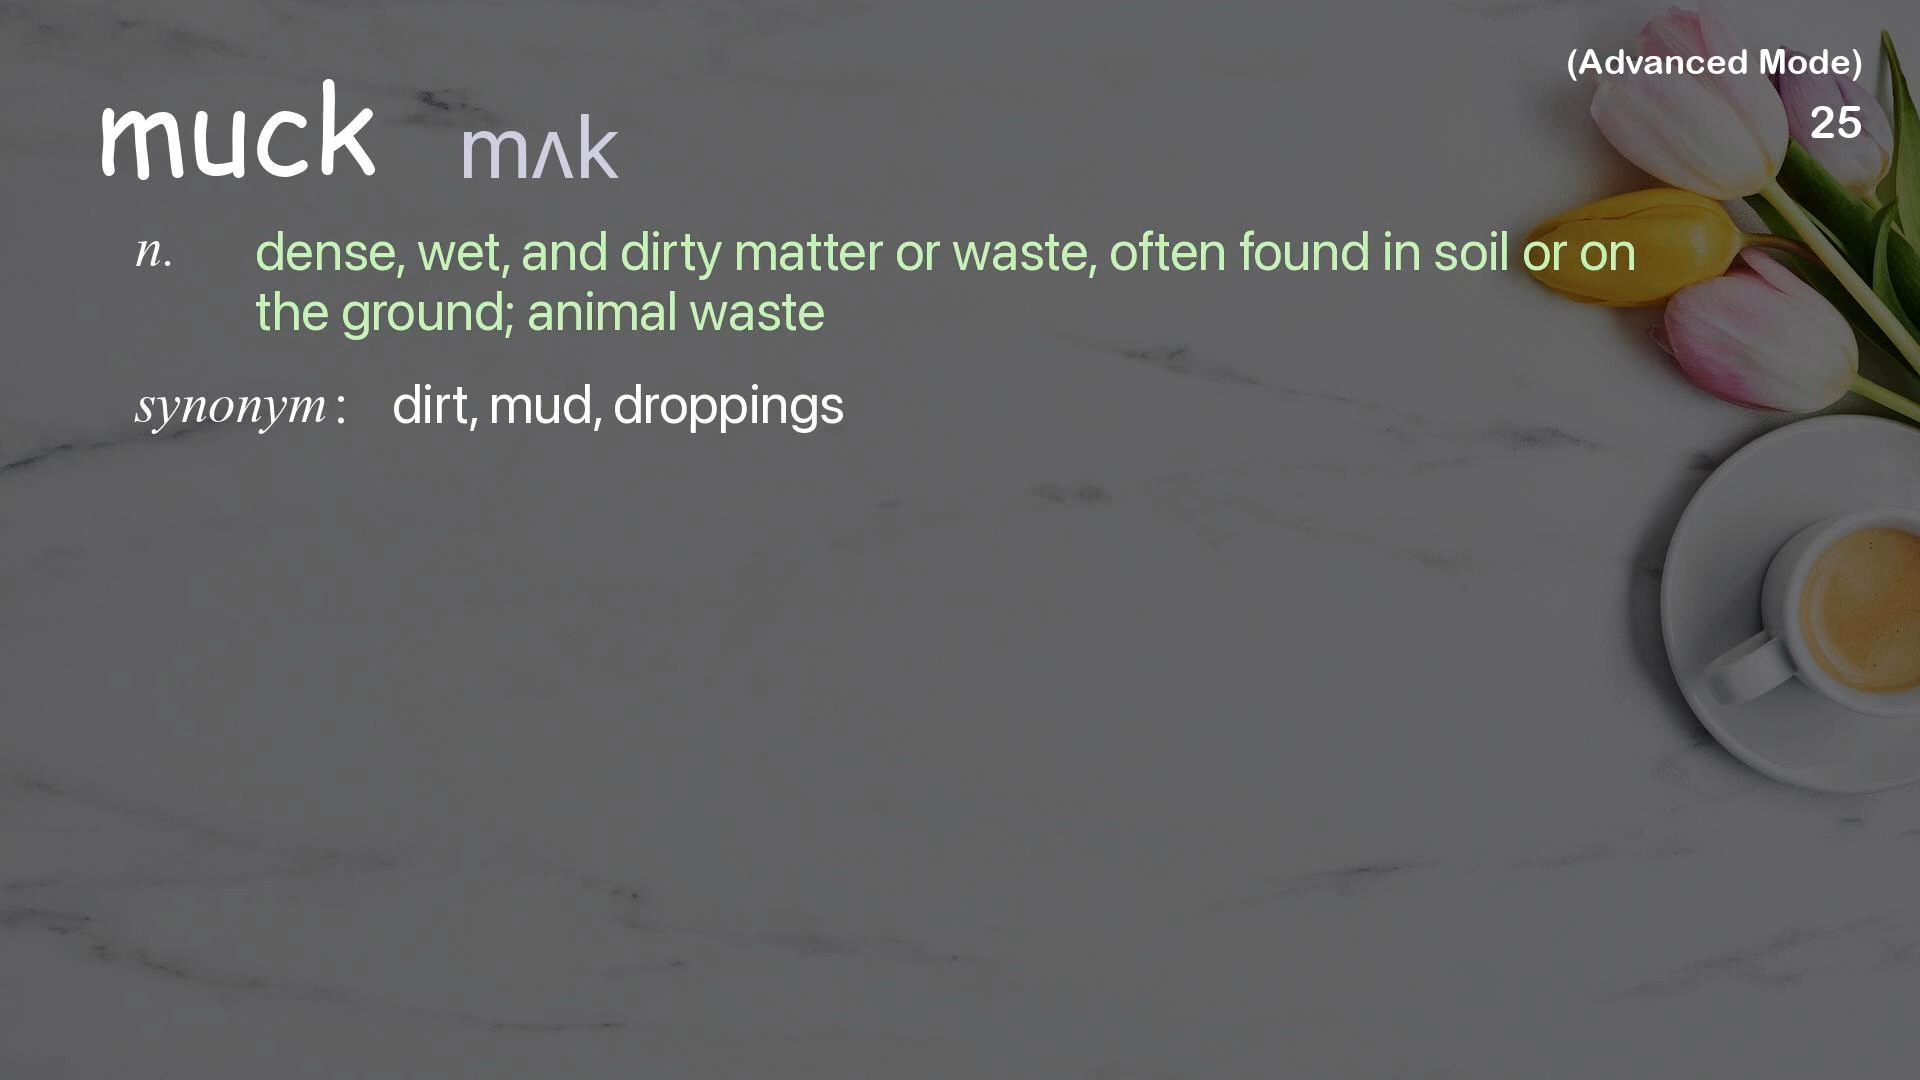 (Advanced Mode)
25
muck mʌk
n. dense, wet, and dirty matter or waste, often found in soil or on
the ground; animal waste
synonym : dirt, mud, droppings